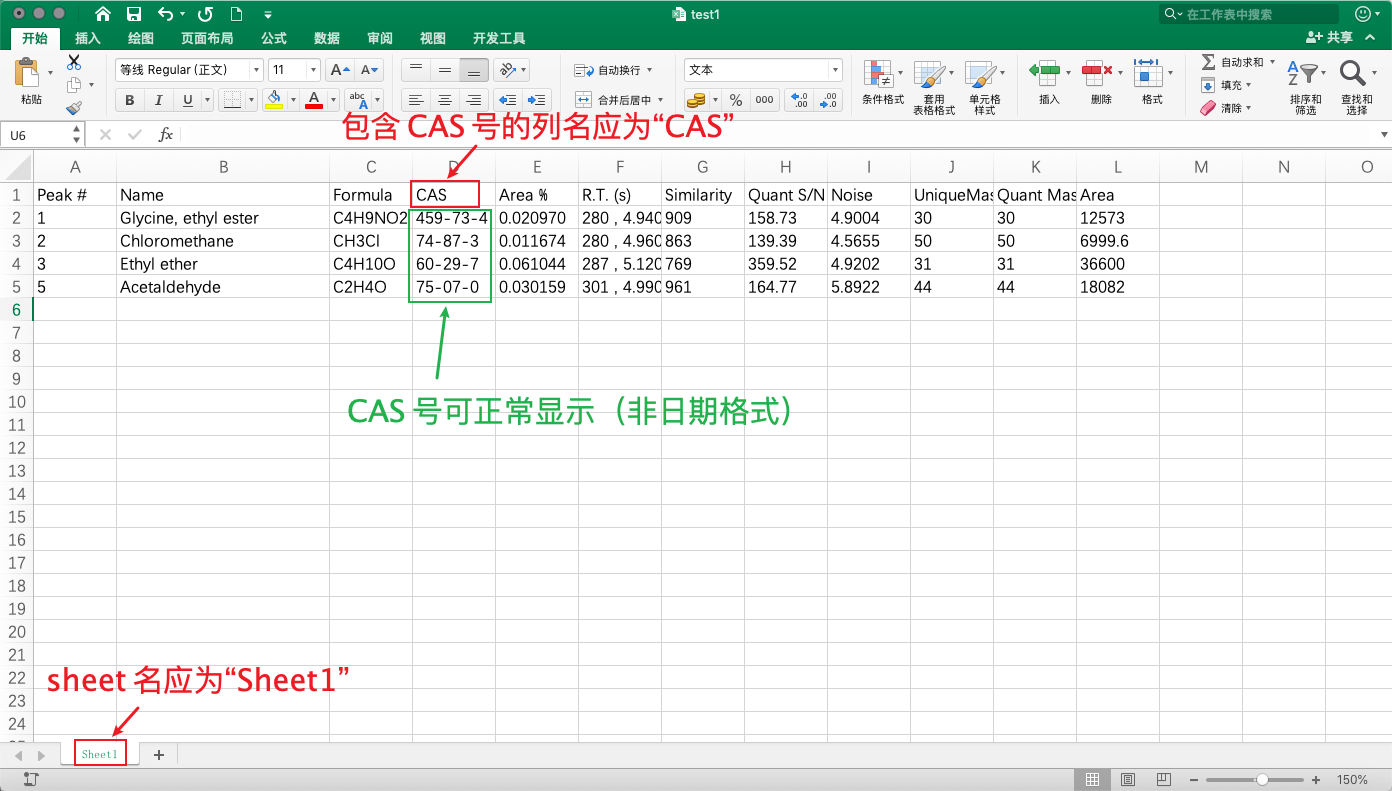 test1
在工作表中搜索
开始 插入 绘图 页面布局 公式 数据 审阅 视图 开发工具
共享
粘贴
等线 Regular (正文) 11 A A
B I U A abc A
自动换行
合并后居中
文本
% 000 .0 .00 .00 .0
条件格式 套用 表格格式 单元格 样式
插入 删除 格式
自动求和
填充
清除
排序和 筛选 查找和 选择
U6 fx
包含 CAS 号的列名应为“CAS”
A B C D E F G H I J K L M N O
1 Peak # Name Formula CAS Area % R.T. (s) Similarity Quant S/N Noise UniqueMas Quant Mas Area
2 1 Glycine, ethyl ester C4H9NO2 459-73-4 0.020970 280 , 4.940 909 158.73 4.9004 30 30 12573
3 2 Chloromethane CH3Cl 74-87-3 0.011674 280 , 4.960 863 139.39 4.5655 50 50 6999.6
4 3 Ethyl ether C4H10O 60-29-7 0.061044 287 , 5.120 769 359.52 4.9202 31 31 36600
5 5 Acetaldehyde C2H4O 75-07-0 0.030159 301 , 4.990 961 164.77 5.8922 44 44 18082
6
7
8
9
10
CAS 号可正常显示（非日期格式）
11
12
13
14
15
16
17
18
19
20
21
22
sheet 名应为“Sheet1”
23
24
Sheet1
150%